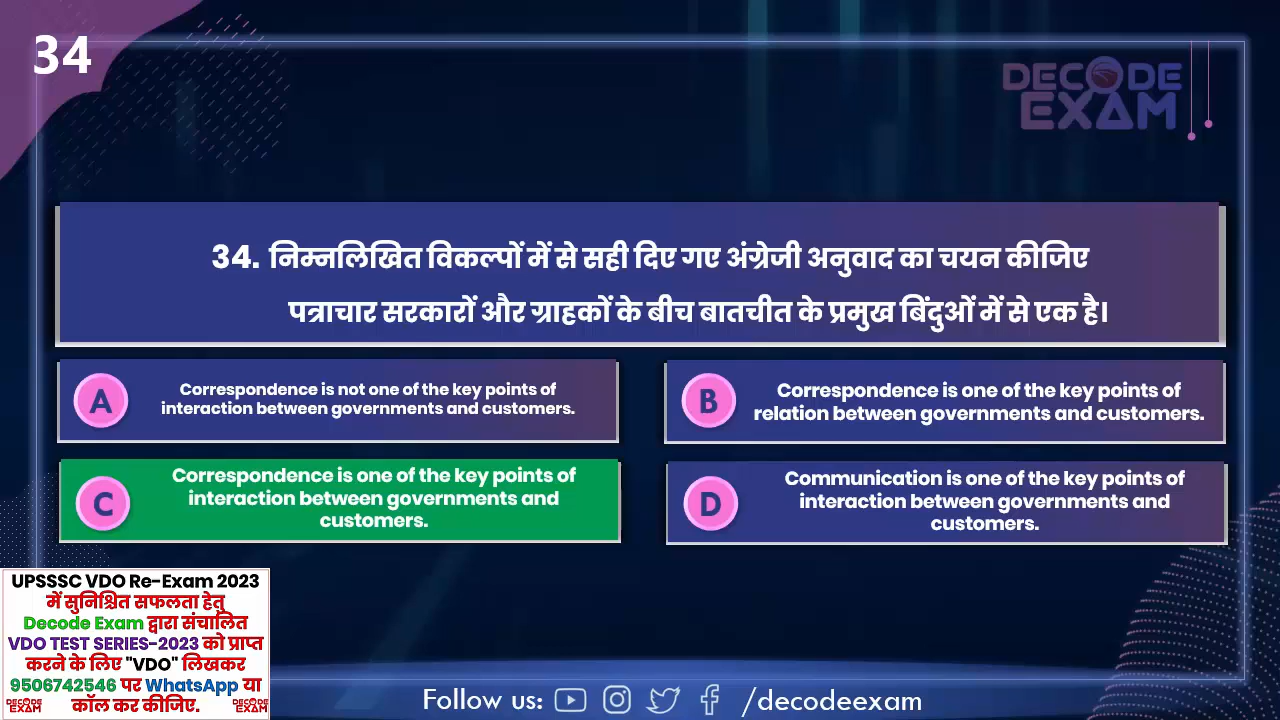 34
DECODE
EXAM
34. निम्नलिखित विकल्पों में से सही दिए गए अंग्रेजी अनुवाद का चयन कीजिए
पत्राचार सरकारों और ग्राहकों के बीच बातचीत के प्रमुख बिंदुओं में से एक है।
A
Correspondence is not one of the key points of
interaction between governments and customers.
B
Correspondence is one of the key points of
relation between governments and customers.
C
Correspondence is one of the key points of
interaction between governments and
customers.
D
Communication is one of the key points of
interaction between governments and
customers.
UPSSSC VDO Re-Exam 2023
में सुनिश्चित सफलता हेतु
Decode Exam द्वारा संचालित
VDO TEST SERIES-2023 को प्राप्त
करने के लिए "VDO" लिखकर
9506742546 पर WhatsApp या
कॉल कर कीजिए.
DECODE
EXAM
DECODE
EXAM
Follow us: /decodeexam